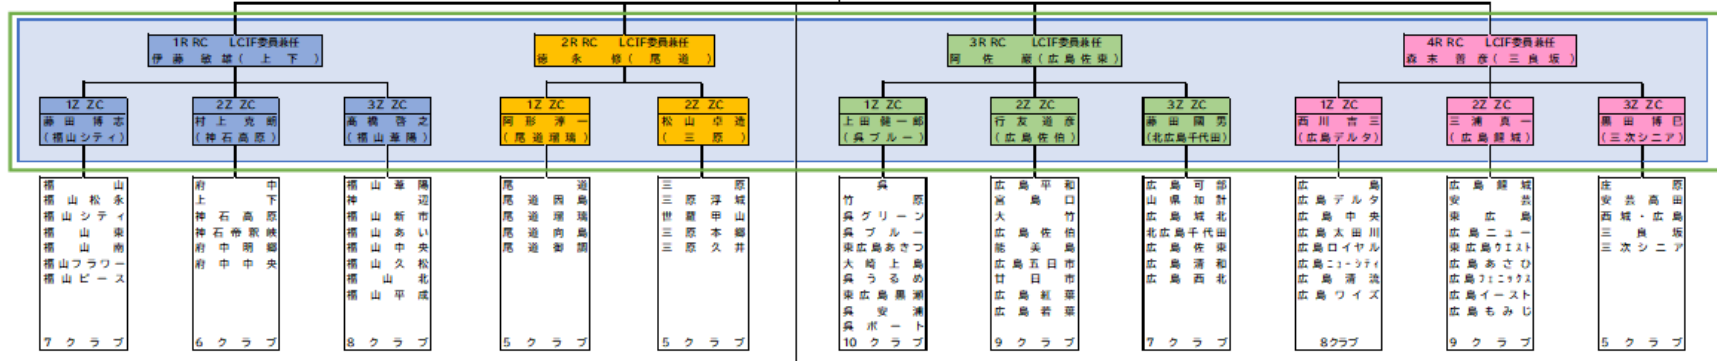 1R RC LCIF委員兼任
伊藤 敏雄(上下)
2R RC LCIF委員兼任
徳永 修(尾道)
3R RC LCIF委員兼任
阿佐 巌(広島佐東)
4R RC LCIF委員兼任
森末 善彦(三良坂)
1Z ZC
藤田 博志
(福山シティ)
2Z ZC
村上 克朗
(神石高原)
3Z ZC
高橋 啓之
(福山葦陽)
1Z ZC
阿形 淳一
(尾道瑠璃)
2Z ZC
松山 卓造
(三原)
1Z ZC
上田 健一郎
(呉ブルー)
2Z ZC
行友 道彦
(広島佐伯)
3Z ZC
藤田 國男
(北広島千代田)
1Z ZC
西川 吉三
(広島デルタ)
2Z ZC
三浦 真一
(広島鯉城)
3Z ZC
黒田 博巳
(三次シニア)
福山
福山松永
福山シティ
福山東
福山南
福山フラワー
福山ピース
7クラブ
府中
上下
神石高原
神石帝釈峡
府中明郷
府中中央
6クラブ
福山葦陽
神辺
福山新市
福山あい
福山中央
福山久松
福山北
福山平成
8クラブ
尾道
尾道因島
尾道瑠璃
尾道向島
尾道御調
5クラブ
三原
三原浮城
世羅甲山
三原本郷
三原久井
5クラブ
呉
竹原
呉グリーン
呉ブルー
東広島あきつ
大崎上島
呉うるめ
東広島黒瀬
呉安浦
呉ポート
10クラブ
広島平和
宮島口
大竹
広島佐伯
能美島
広島五日市
廿日市
広島紅葉
広島若葉
9クラブ
広島可部
山県加計
広島城北
北広島千代田
広島佐東
広島清和
広島西北
7クラブ
広島
広島デルタ
広島中央
広島太田川
広島ロイヤル
広島ニューシティ
広島清流
広島ワイズ
8クラブ
広島鯉城
安芸
東広島
広島ニュー
東広島ウエスト
広島あさひ
広島フェニックス
広島イースト
広島もみじ
9クラブ
庄原
安芸高田
西城・広島
三良坂
三次シニア
5クラブ